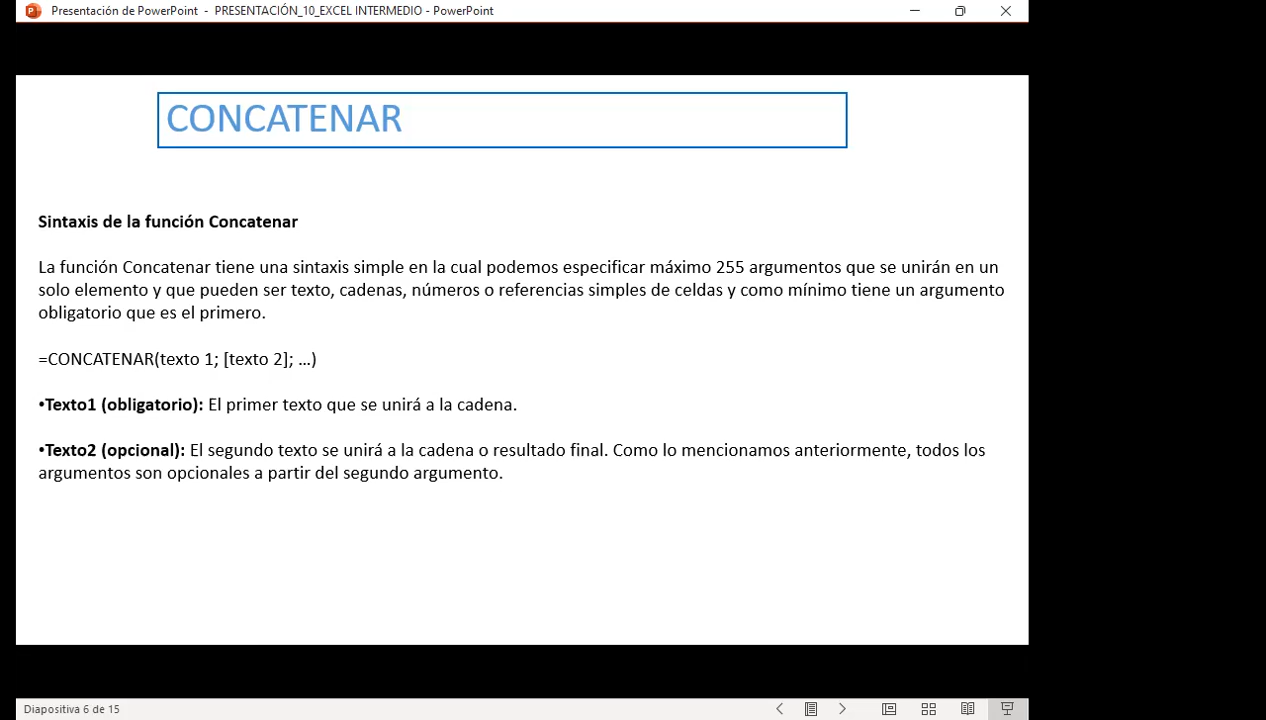 Presentación de PowerPoint - PRESENTACIÓN_10_EXCEL INTERMEDIO - PowerPoint
CONCATENAR
Sintaxis de la función Concatenar
La función Concatenar tiene una sintaxis simple en la cual podemos especificar máximo 255 argumentos que se unirán en un
solo elemento y que pueden ser texto, cadenas, números o referencias simples de celdas y como mínimo tiene un argumento
obligatorio que es el primero.
=CONCATENAR(texto 1; [texto 2]; …)
•Texto1 (obligatorio): El primer texto que se unirá a la cadena.
•Texto2 (opcional): El segundo texto se unirá a la cadena o resultado final. Como lo mencionamos anteriormente, todos los
argumentos son opcionales a partir del segundo argumento.
Diapositiva 6 de 15